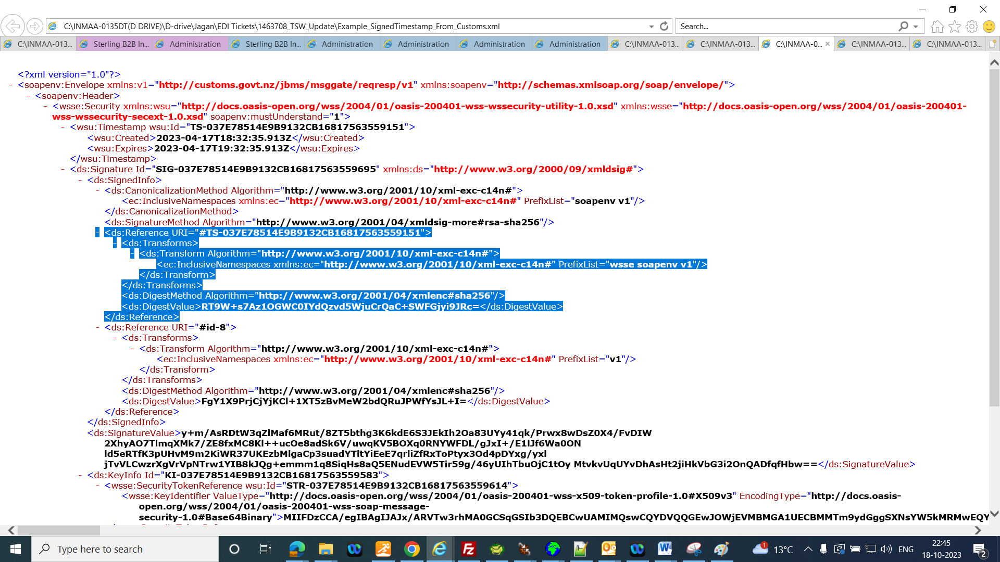 C:\INMAA-0135DT(D DRIVE)\D-drive\Jagan\EDI Tickets\1463708_TSW_Update\Example_SignedTimestamp_From_Customs.xml
Search...
C:\INMAA-013...
Sterling B2B In...
Administration
Sterling B2B In...
Administration
Administration
Administration
Administration
C:\INMAA-013...
C:\INMAA-013...
C:\INMAA-0...
C:\INMAA-013...
C:\INMAA-013...
<?xml version="1.0"?>
- <soapenv:Envelope xmlns:v1="http://customs.govt.nz/jbms/msggate/reqresp/v1" xmlns:soapenv="http://schemas.xmlsoap.org/soap/envelope/">
- <soapenv:Header>
- <wsse:Security xmlns:wsu="http://docs.oasis-open.org/wss/2004/01/oasis-200401-wss-wssecurity-utility-1.0.xsd" xmlns:wsse="http://docs.oasis-open.org/wss/2004/01/oasis-200401-
wss-wssecurity-secext-1.0.xsd" soapenv:mustUnderstand="1">
- <wsu:Timestamp wsu:Id="TS-037E78514E9B9132CB16817563559151">
<wsu:Created>2023-04-17T18:32:35.913Z</wsu:Created>
<wsu:Expires>2023-04-17T19:32:35.913Z</wsu:Expires>
</wsu:Timestamp>
- <ds:Signature Id="SIG-037E78514E9B9132CB16817563559695" xmlns:ds="http://www.w3.org/2000/09/xmldsig#">
- <ds:SignedInfo>
- <ds:CanonicalizationMethod Algorithm="http://www.w3.org/2001/10/xml-exc-c14n#">
<ec:InclusiveNamespaces xmlns:ec="http://www.w3.org/2001/10/xml-exc-c14n#" PrefixList="soapenv v1"/>
</ds:CanonicalizationMethod>
<ds:SignatureMethod Algorithm="http://www.w3.org/2001/04/xmldsig-more#rsa-sha256"/>
- <ds:Reference URI="#TS-037E78514E9B9132CB16817563559151">
- <ds:Transforms>
- <ds:Transform Algorithm="http://www.w3.org/2001/10/xml-exc-c14n#">
<ec:InclusiveNamespaces xmlns:ec="http://www.w3.org/2001/10/xml-exc-c14n#" PrefixList="wsse soapenv v1"/>
</ds:Transform>
</ds:Transforms>
<ds:DigestMethod Algorithm="http://www.w3.org/2001/04/xmlenc#sha256"/>
<ds:DigestValue>RT9W+s7Az1OGWC0IYdQzvd5WjuCrQaC+SWFGjyi9JRc=</ds:DigestValue>
</ds:Reference>
- <ds:Reference URI="#id-8">
- <ds:Transforms>
- <ds:Transform Algorithm="http://www.w3.org/2001/10/xml-exc-c14n#">
<ec:InclusiveNamespaces xmlns:ec="http://www.w3.org/2001/10/xml-exc-c14n#" PrefixList="v1"/>
</ds:Transform>
</ds:Transforms>
<ds:DigestMethod Algorithm="http://www.w3.org/2001/04/xmlenc#sha256"/>
<ds:DigestValue>FgY1X9PrjCjYjKCl+1XT5zBvMeW2bdQRuJPWfYsJL+I=</ds:DigestValue>
</ds:Reference>
</ds:SignedInfo>
<ds:SignatureValue>y+m/AsRDtW3qZlMaf6MRut/8ZT5bthg3K6kdE6S3JEkIh2Oa83UYy41qk/Prwx8wDsZ0X4/FvDIW
2XhyAO7TlmqXMk7/ZE8fxMC8Kl++ucOe8adSk6V/uwqKV5BOXq0RNYWFDL/gJxI+/E1lJf6Wa0ON
ld5eRTfK3pUHvM9m2KiWR37UKEzbMlgaCp3suadYTltYiEeE7qrliZfRxToPtyx3Od4pDYxg/yxl
jTvVLCwzrXgVrVpNTrw1YIB8kJQg+emmm1q8SiqHs8aQ5ENudEVW5Tir59g/46yUIhTbuOjC1tOy MtvkvUqUYvDhAsHt2jiHkVbG3i2OnQADfqfHbw==</ds:SignatureValue>
- <ds:KeyInfo Id="KI-037E78514E9B9132CB16817563559583">
- <wsse:SecurityTokenReference wsu:Id="STR-037E78514E9B9132CB16817563559614">
<wsse:KeyIdentifier ValueType="http://docs.oasis-open.org/wss/2004/01/oasis-200401-wss-x509-token-profile-1.0#X509v3" EncodingType="http://docs.oasis-
open.org/wss/2004/01/oasis-200401-wss-soap-message-
security-1.0#Base64Binary">MIIFDzCCA/egIBAgIJAJx/ARVTw3rhMA0GCSqGSIb3DQEBCwUAMIMQswCQYDVQQGEwJOWjEVMBMGA1UECBMMTm9ydGggSXNsYW5kMRMwEQY
Type here to search
1
13°C
ENG
22:45
18-10-2023
2